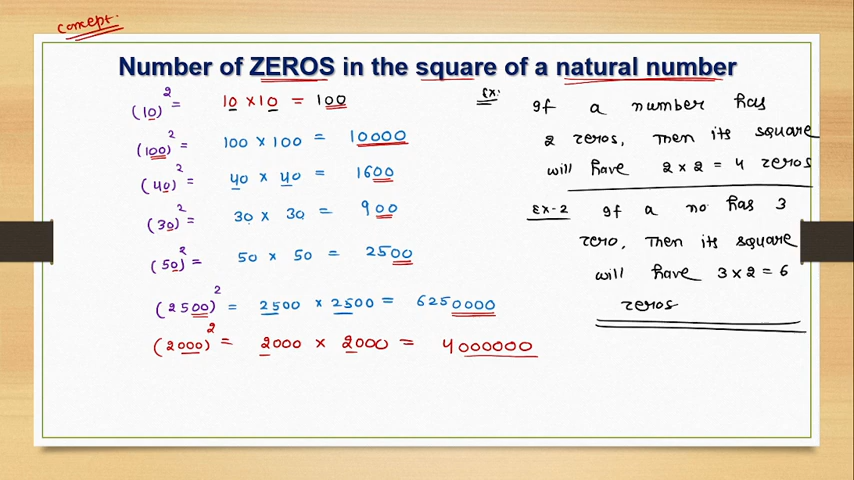 concept.
Number of ZEROS in the square of a natural number
(10)² = 10 × 10 = 100
(100)² = 100 × 100 = 10000
(40)² = 40 × 40 = 1600
(30)² = 30 × 30 = 900
(50)² = 50 × 50 = 2500
(2500)² = 2500 × 2500 = 6250000
(2000)² = 2000 × 2000 = 4000000
Ex: If a number has
2 zeros, Then its square
will have 2 × 2 = 4 zeros
Ex-2 If a no has 3
zero, Then its square
will have 3 × 2 = 6
zeros